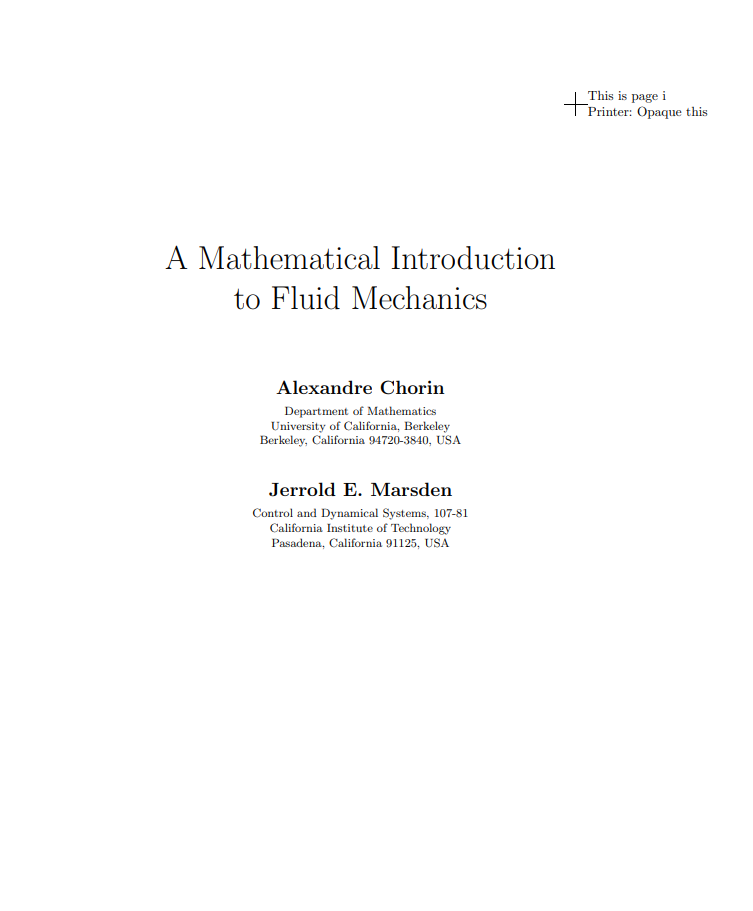 This is page i
Printer: Opaque this
A Mathematical Introduction
to Fluid Mechanics
Alexandre Chorin
Department of Mathematics
University of California, Berkeley
Berkeley, California 94720-3840, USA
Jerrold E. Marsden
Control and Dynamical Systems, 107-81
California Institute of Technology
Pasadena, California 91125, USA